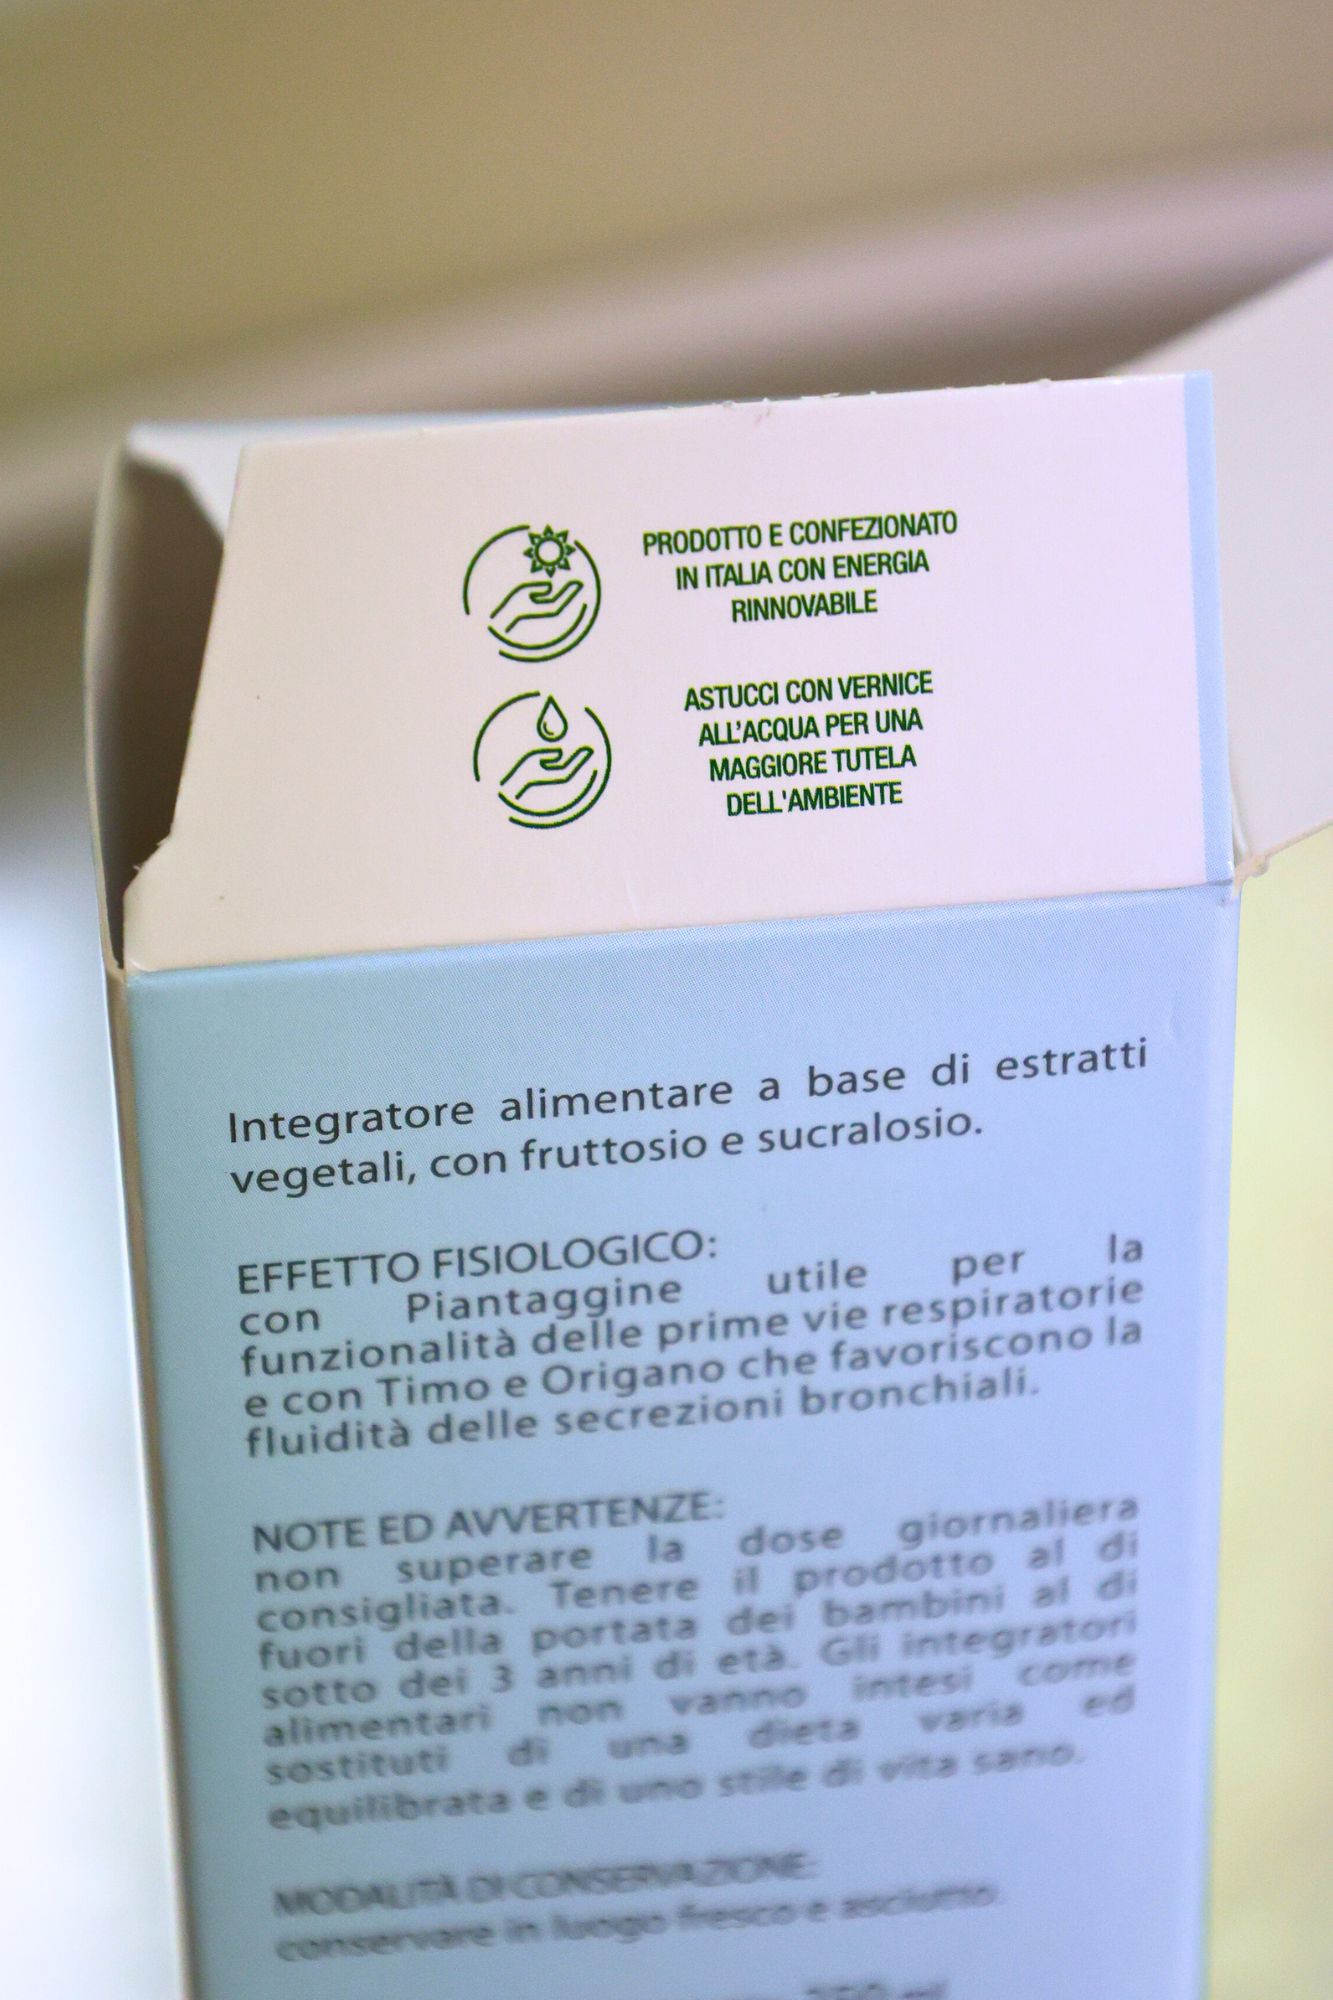 PRODOTTO E CONFEZIONATO
IN ITALIA CON ENERGIA
RINNOVABILE
ASTUCCI CON VERNICE
ALL'ACQUA PER UNA
MAGGIORE TUTELA
DELL'AMBIENTE
Integratore alimentare a base di estratti
vegetali, con fruttosio e sucralosio.
EFFETTO FISIOLOGICO:
con Piantaggine utile per la
funzionalità delle prime vie respiratorie
e con Timo e Origano che favoriscono la
fluidità delle secrezioni bronchiali.
NOTE ED AVVERTENZE:
non superare la dose giornaliera
consigliata. Tenere il prodotto al di
fuori della portata dei bambini al di
sotto dei 3 anni di età. Gli integratori
alimentari non vanno intesi come
sostituti di una dieta varia ed
equilibrata e di uno stile di vita sano.
MODALITÀ DI CONSERVAZIONE:
conservare in luogo fresco e asciutto.